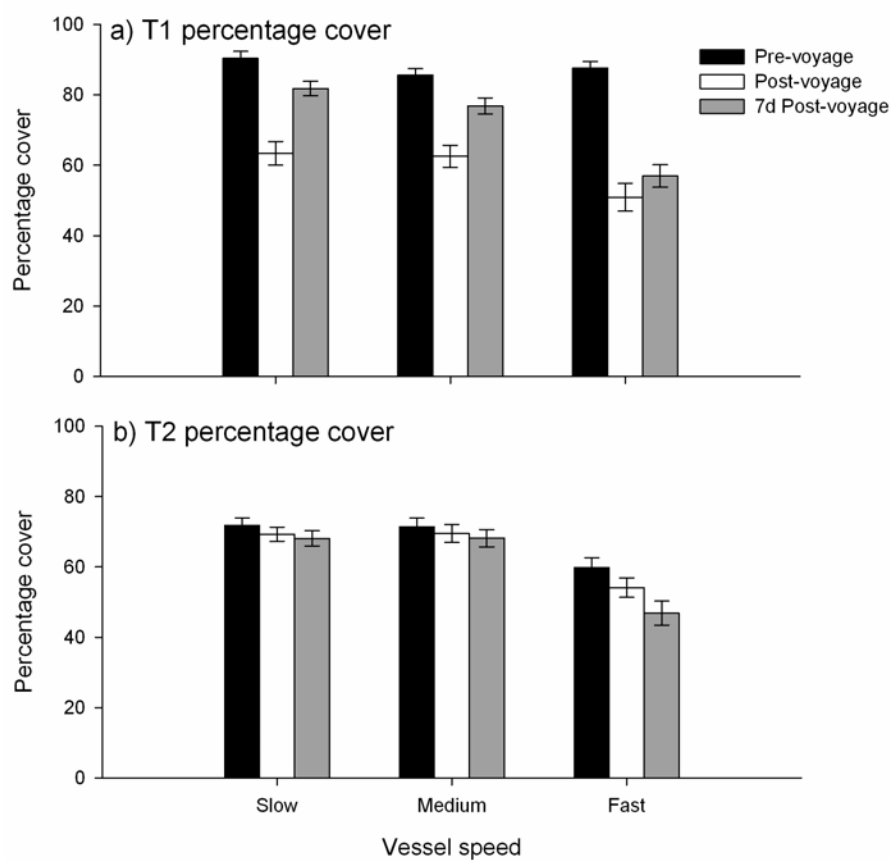 a) T1 percentage cover
Pre-voyage
Post-voyage
7d Post-voyage
Percentage cover
100
80
60
40
20
0
b) T2 percentage cover
Percentage cover
100
80
60
40
20
0
Slow Medium Fast
Vessel speed